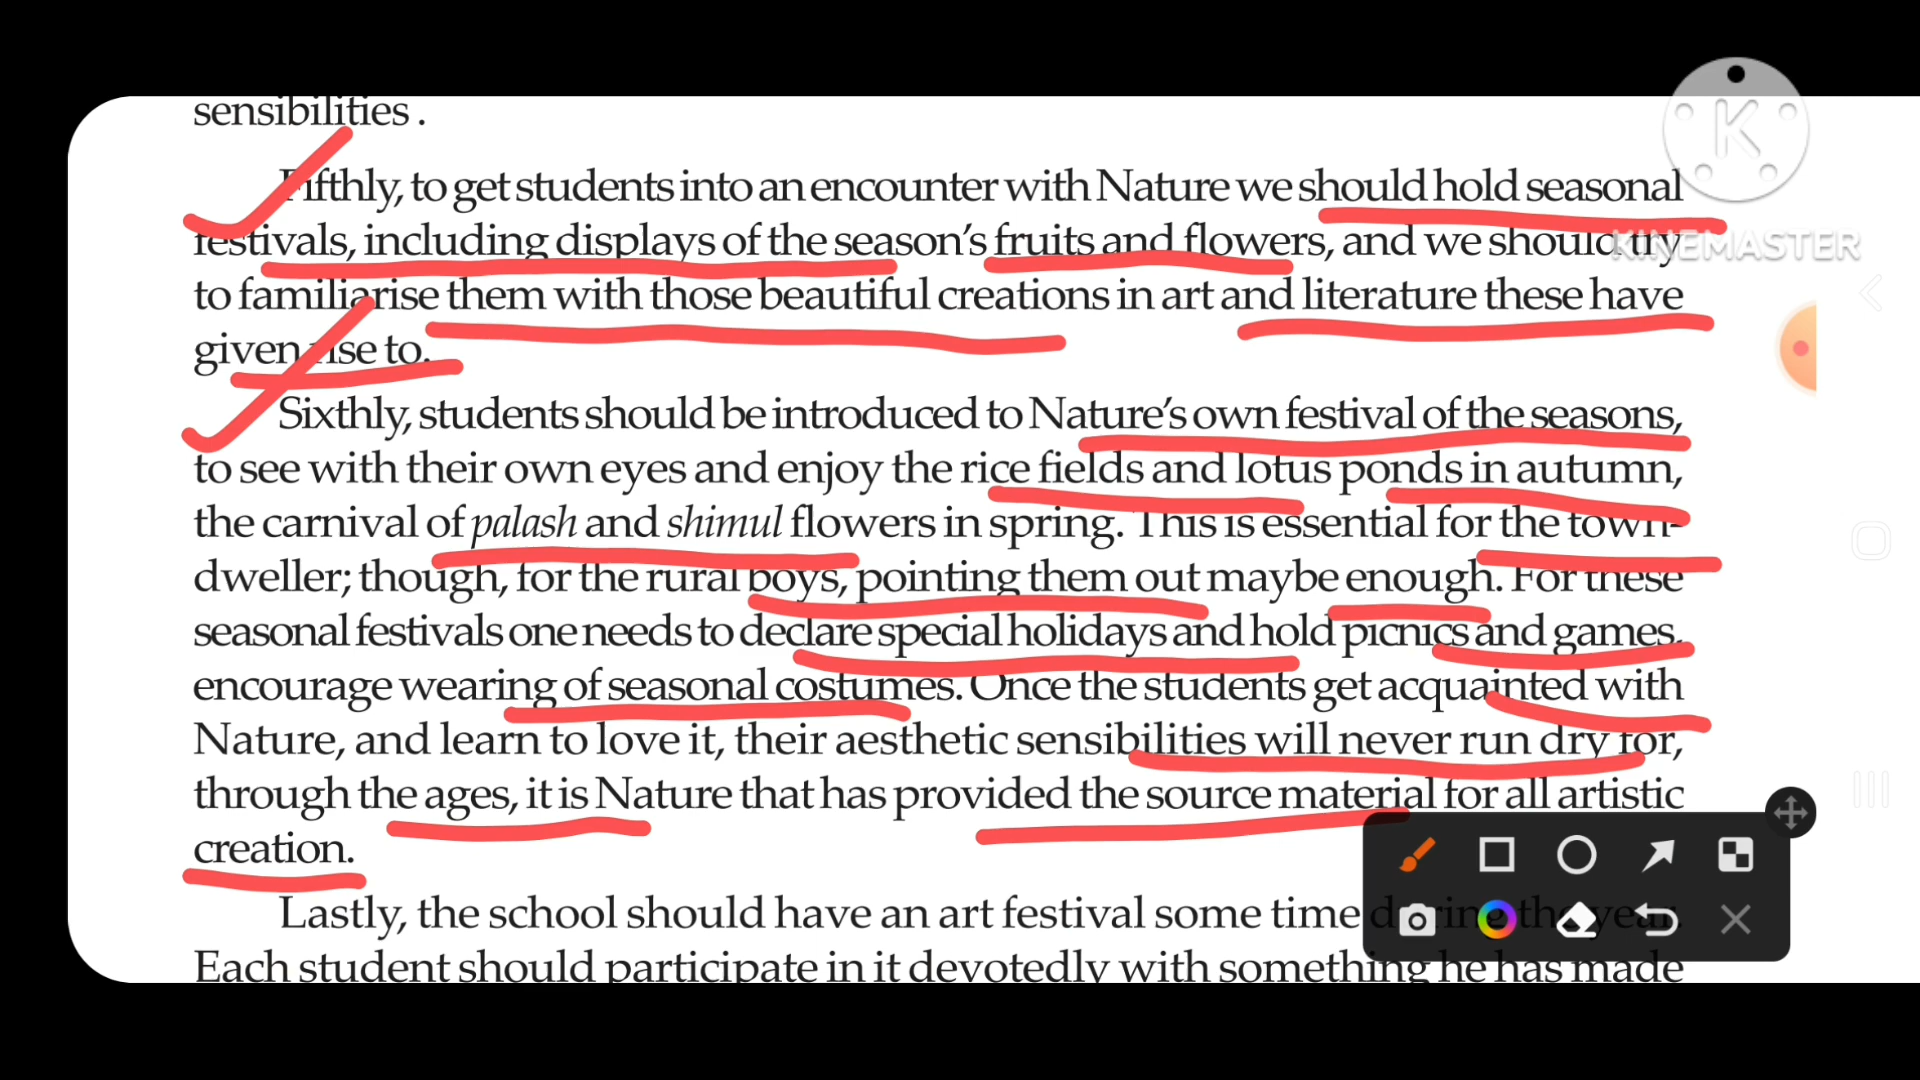 sensibilities .
Fifthly, to get students into an encounter with Nature we should hold seasonal
festivals, including displays of the season's fruits and flowers, and we should try
to familiarise them with those beautiful creations in art and literature these have
given rise to.
Sixthly, students should be introduced to Nature's own festival of the seasons,
to see with their own eyes and enjoy the rice fields and lotus ponds in autumn,
the carnival of palash and shimul flowers in spring. This is essential for the town-
dweller; though, for the rural boys, pointing them out maybe enough. For these
seasonal festivals one needs to declare special holidays and hold picnics and games,
encourage wearing of seasonal costumes. Once the students get acquainted with
Nature, and learn to love it, their aesthetic sensibilities will never run dry for,
through the ages, it is Nature that has provided the source material for all artistic
creation.
Lastly, the school should have an art festival some time during the year.
Each student should participate in it devotedly with something he has made
K
KINEMASTER